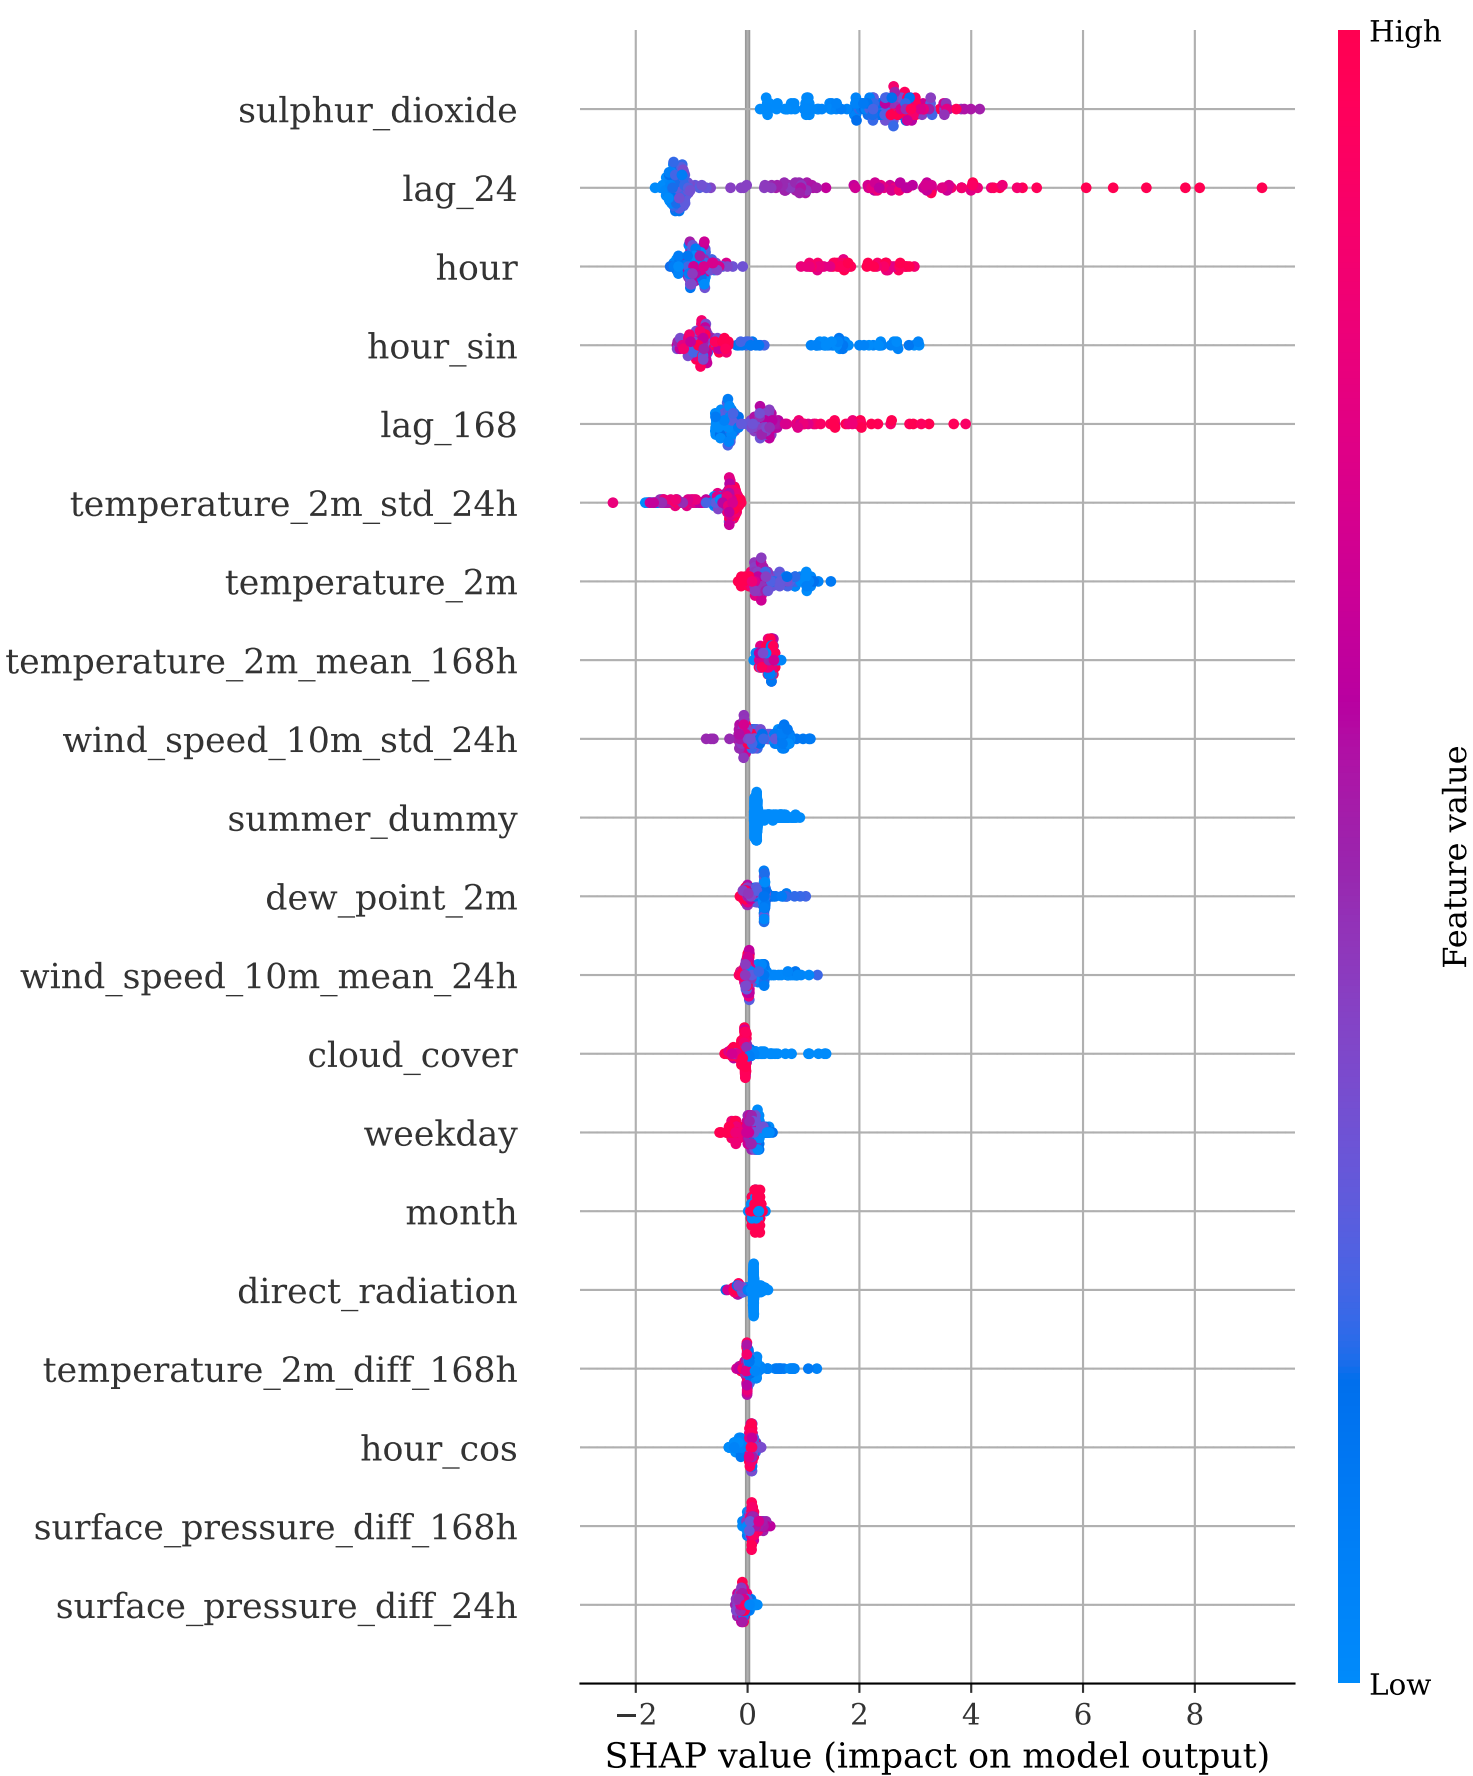 High
sulphur_dioxide
lag_24
hour
hour_sin
lag_168
temperature_2m_std_24h
temperature_2m
temperature_2m_mean_168h
wind_speed_10m_std_24h
summer_dummy
dew_point_2m
wind_speed_10m_mean_24h
cloud_cover
weekday
month
direct_radiation
temperature_2m_diff_168h
hour_cos
surface_pressure_diff_168h
surface_pressure_diff_24h
Feature value
Low
−2 0 2 4 6 8
SHAP value (impact on model output)